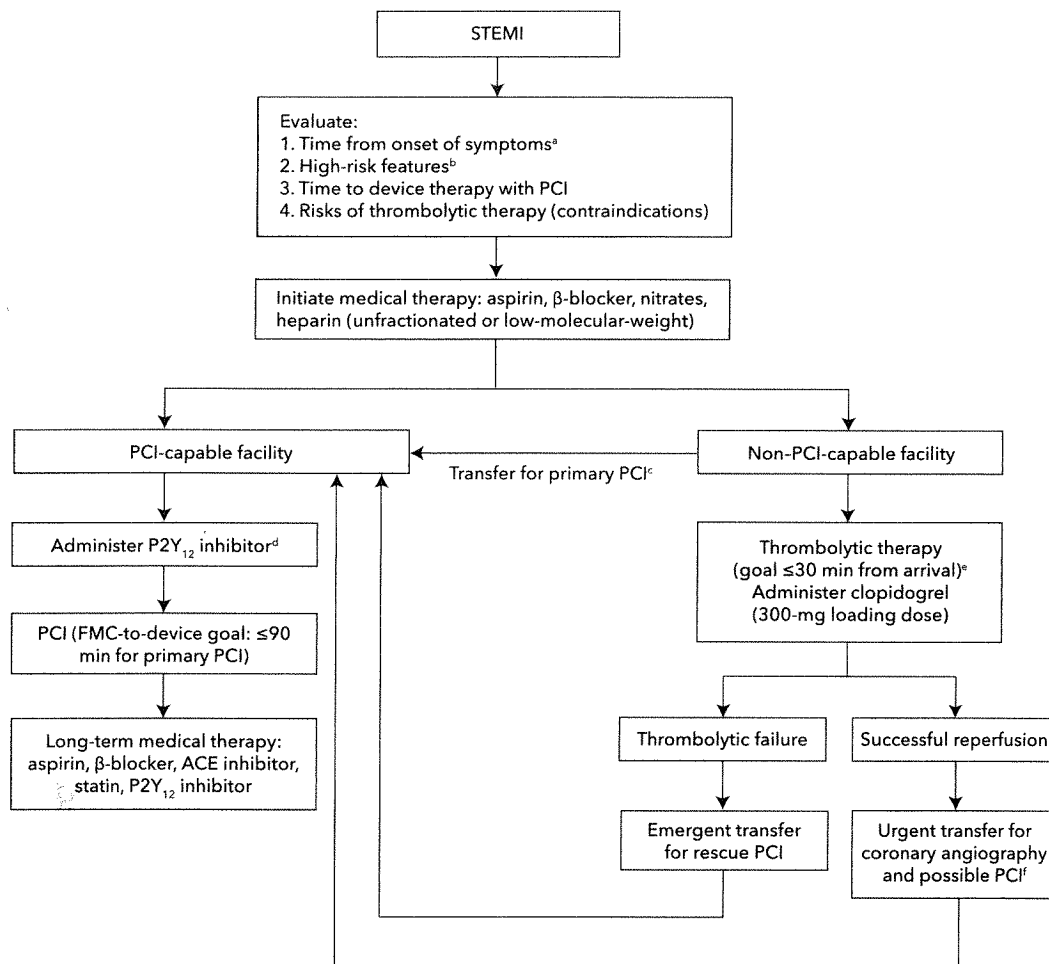 STEMI
Evaluate:
1. Time from onset of symptomsᵃ
2. High-risk featuresᵇ
3. Time to device therapy with PCI
4. Risks of thrombolytic therapy (contraindications)
Initiate medical therapy: aspirin, β-blocker, nitrates,
heparin (unfractionated or low-molecular-weight)
PCI-capable facility
Transfer for primary PCIᶜ
Non–PCI-capable facility
Administer P2Y₁₂ inhibitorᵈ
PCI (FMC-to-device goal: ≤90
min for primary PCI)
Long-term medical therapy:
aspirin, β-blocker, ACE inhibitor,
statin, P2Y₁₂ inhibitor
Thrombolytic therapy
(goal ≤30 min from arrival)ᵉ
Administer clopidogrel
(300-mg loading dose)
Thrombolytic failure
Successful reperfusion
Emergent transfer
for rescue PCI
Urgent transfer for
coronary angiography
and possible PCIᶠ